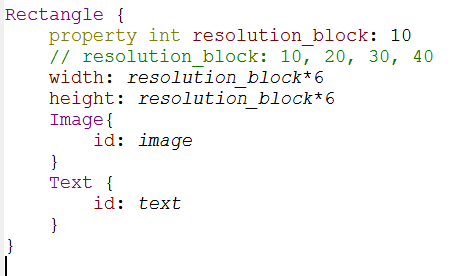 Rectangle {
    property int resolution_block: 10
    // resolution_block: 10, 20, 30, 40
    width: resolution_block*6
    height: resolution_block*6
    Image{
        id: image
    }
    Text {
        id: text
    }
}